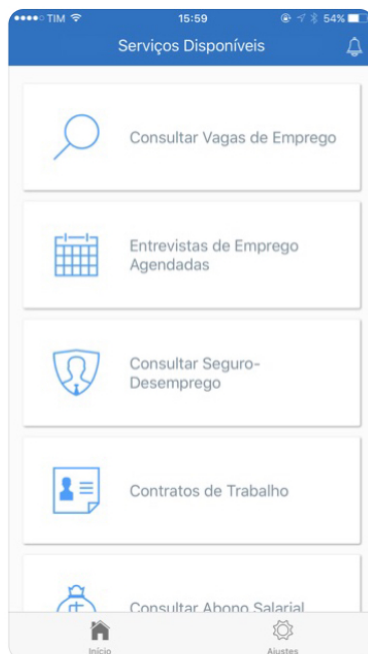 TIM 15:59 54%
Serviços Disponíveis
Consultar Vagas de Emprego
Entrevistas de Emprego
Agendadas
Consultar Seguro-
Desemprego
Contratos de Trabalho
Consultar Abono Salarial
Início Ajustes